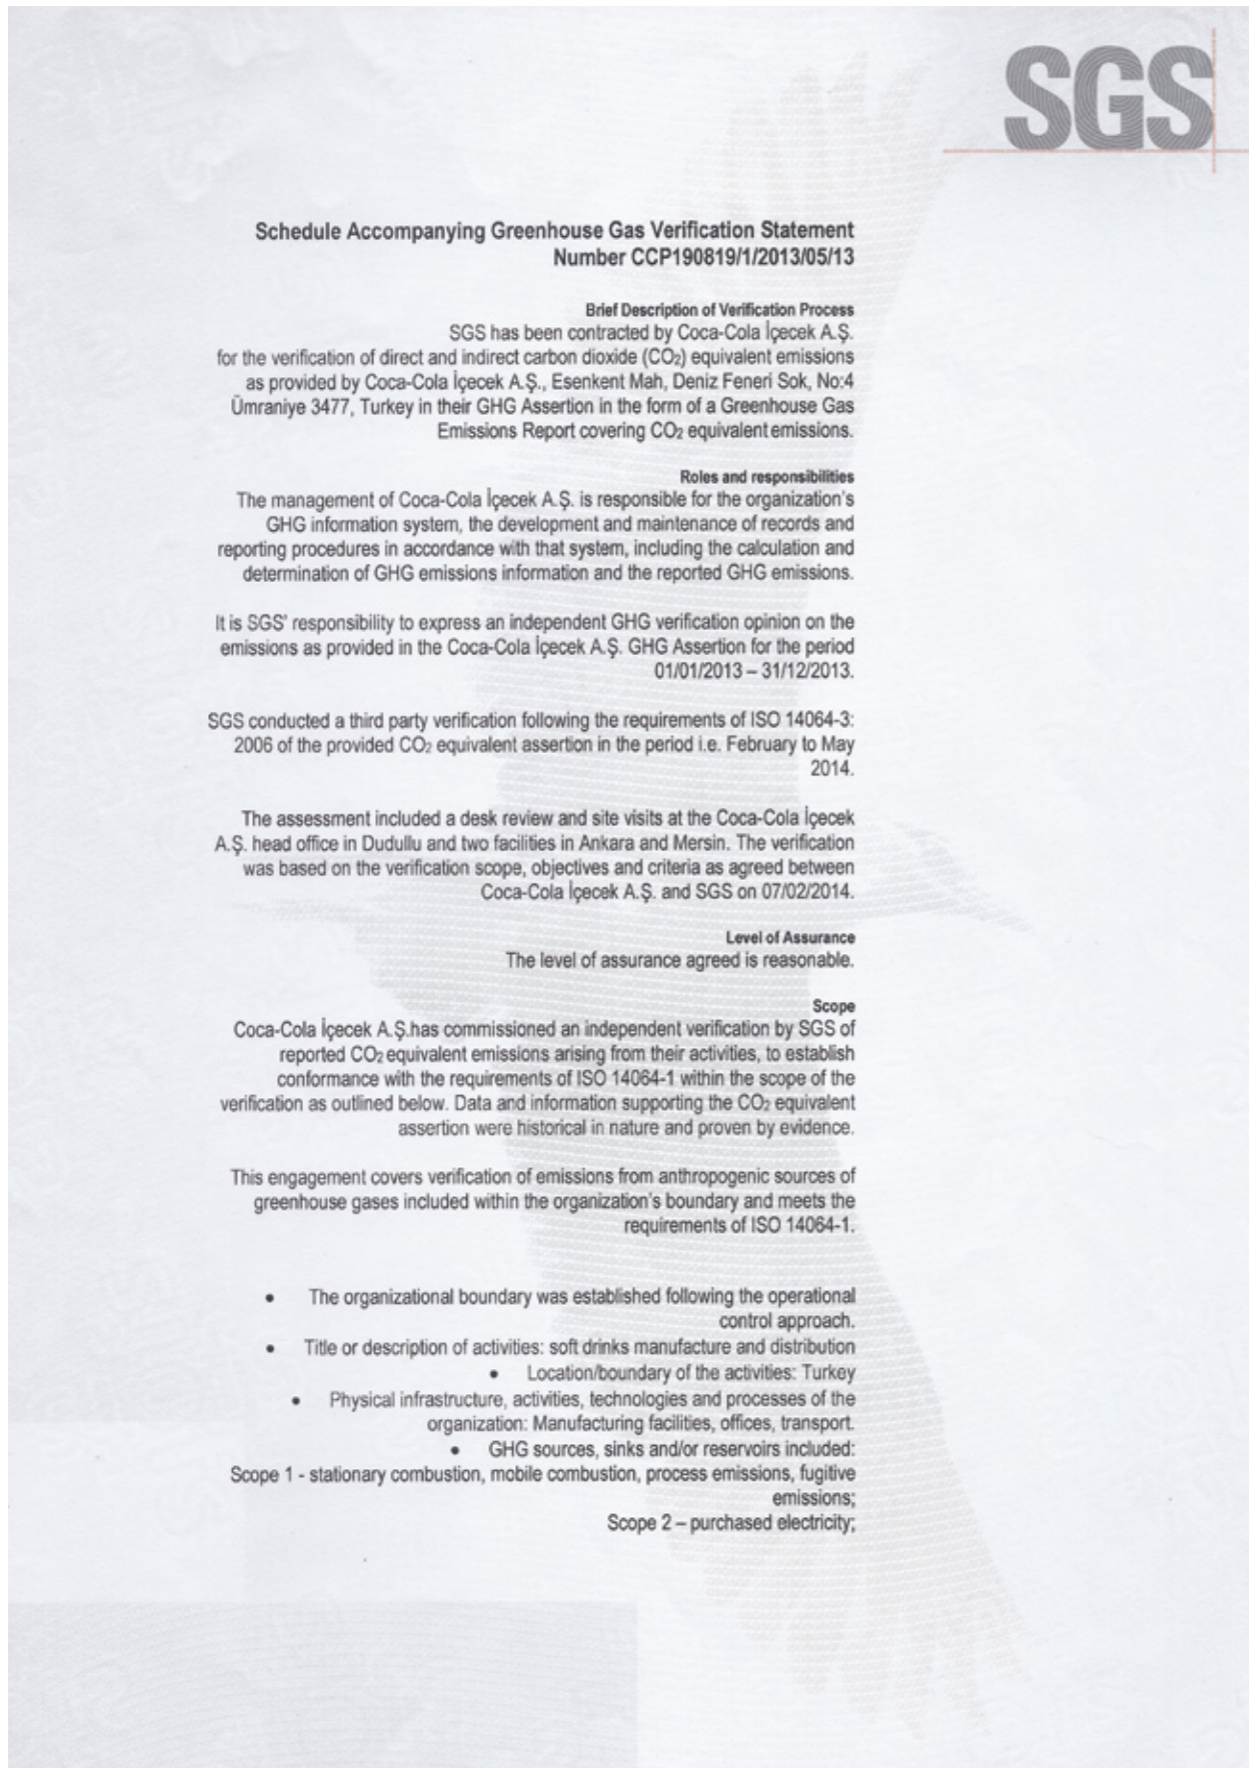 SGS
Schedule Accompanying Greenhouse Gas Verification Statement
Number CCP190819/1/2013/05/13
Brief Description of Verification Process
SGS has been contracted by Coca-Cola İçecek A.Ş.
for the verification of direct and indirect carbon dioxide (CO₂) equivalent emissions
as provided by Coca-Cola İçecek A.Ş., Esenkent Mah, Deniz Feneri Sok, No:4
Ümraniye 3477, Turkey in their GHG Assertion in the form of a Greenhouse Gas
Emissions Report covering CO₂ equivalent emissions.
Roles and responsibilities
The management of Coca-Cola İçecek A.Ş. is responsible for the organization's
GHG information system, the development and maintenance of records and
reporting procedures in accordance with that system, including the calculation and
determination of GHG emissions information and the reported GHG emissions.
It is SGS' responsibility to express an independent GHG verification opinion on the
emissions as provided in the Coca-Cola İçecek A.Ş. GHG Assertion for the period
01/01/2013 – 31/12/2013.
SGS conducted a third party verification following the requirements of ISO 14064-3:
2006 of the provided CO₂ equivalent assertion in the period i.e. February to May
2014.
The assessment included a desk review and site visits at the Coca-Cola İçecek
A.Ş. head office in Dudullu and two facilities in Ankara and Mersin. The verification
was based on the verification scope, objectives and criteria as agreed between
Coca-Cola İçecek A.Ş. and SGS on 07/02/2014.
Level of Assurance
The level of assurance agreed is reasonable.
Scope
Coca-Cola İçecek A.Ş.has commissioned an independent verification by SGS of
reported CO₂ equivalent emissions arising from their activities, to establish
conformance with the requirements of ISO 14064-1 within the scope of the
verification as outlined below. Data and information supporting the CO₂ equivalent
assertion were historical in nature and proven by evidence.
This engagement covers verification of emissions from anthropogenic sources of
greenhouse gases included within the organization's boundary and meets the
requirements of ISO 14064-1.
• The organizational boundary was established following the operational
control approach.
• Title or description of activities: soft drinks manufacture and distribution
• Location/boundary of the activities: Turkey
• Physical infrastructure, activities, technologies and processes of the
organization: Manufacturing facilities, offices, transport.
• GHG sources, sinks and/or reservoirs included:
Scope 1 - stationary combustion, mobile combustion, process emissions, fugitive
emissions;
Scope 2 – purchased electricity;